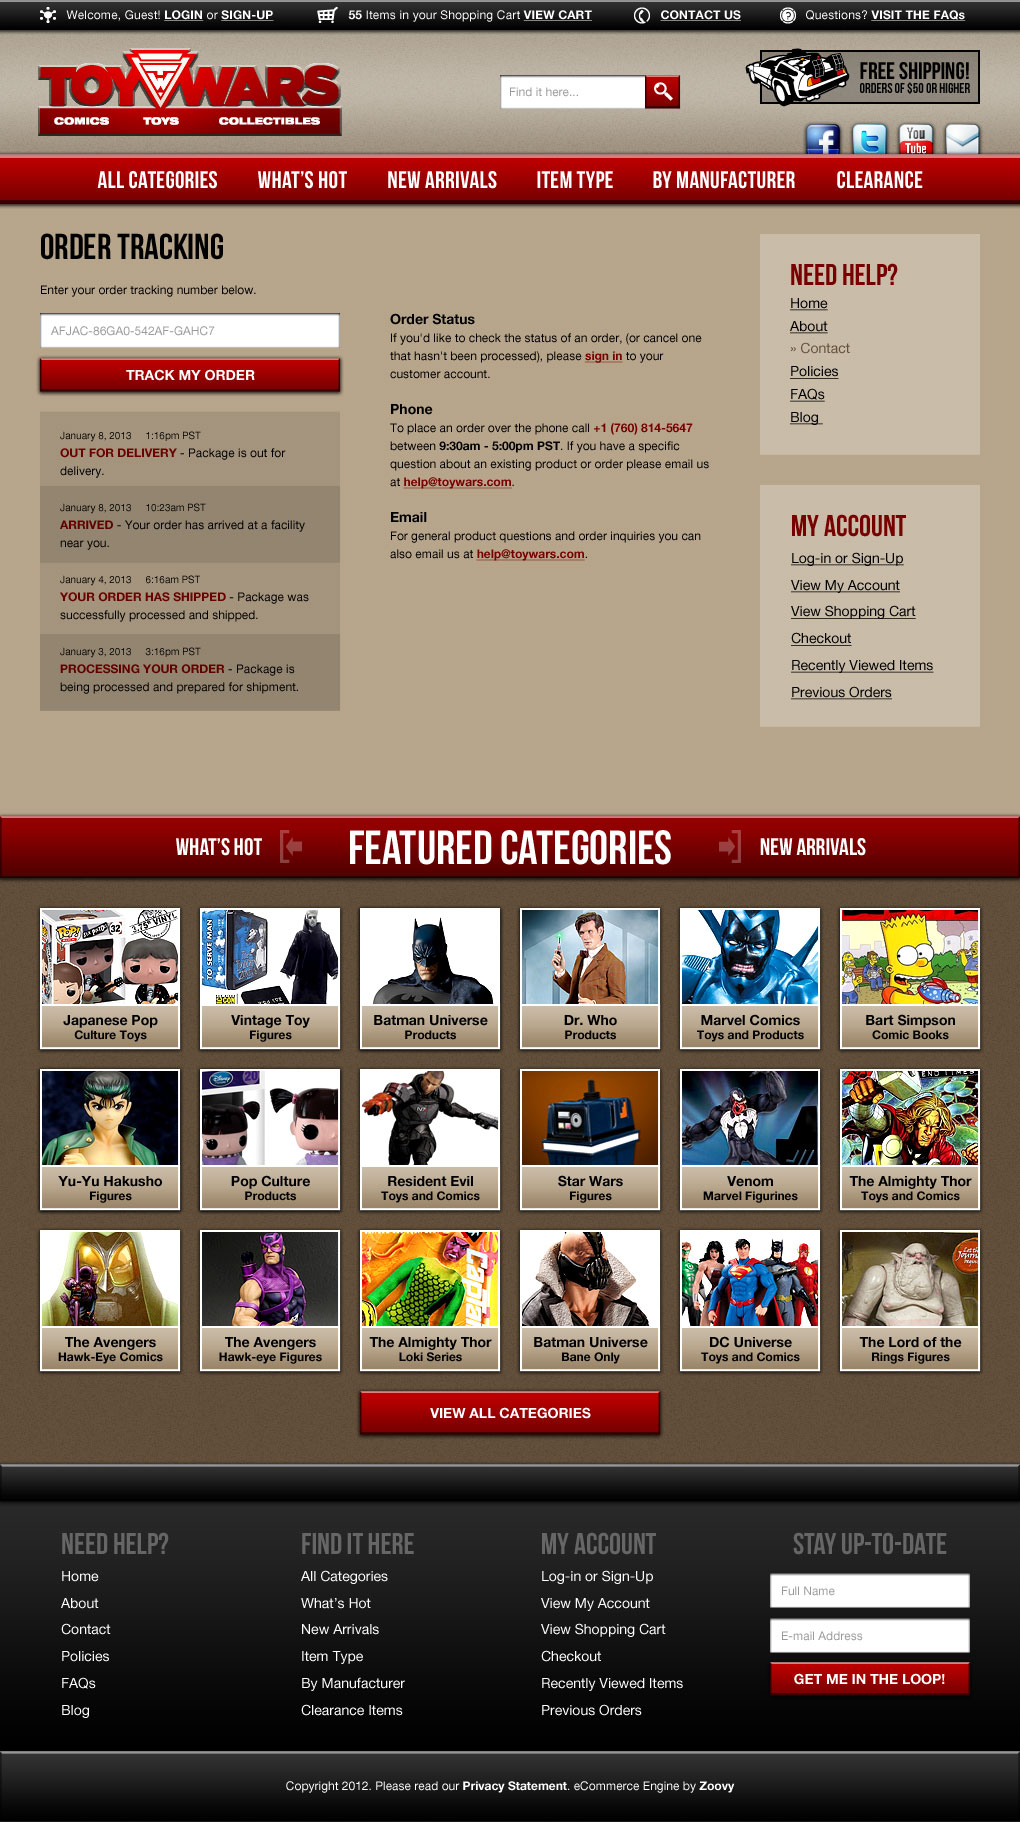 Welcome, Guest! LOGIN or SIGN-UP
55 Items in your Shopping Cart VIEW CART
CONTACT US
Questions? VISIT THE FAQs
TOY WARS
COMICS TOYS COLLECTIBLES
Find it here...
FREE SHIPPING!
ORDERS OF $50 OR HIGHER
You
Tube
ALL CATEGORIES
WHAT'S HOT
NEW ARRIVALS
ITEM TYPE
BY MANUFACTURER
CLEARANCE
ORDER TRACKING
Enter your order tracking number below.
AFJAC-86GA0-542AF-GAHC7
TRACK MY ORDER
January 8, 2013 1:16pm PST
OUT FOR DELIVERY - Package is out for
delivery.
January 8, 2013 10:23am PST
ARRIVED - Your order has arrived at a facility
near you.
January 4, 2013 6:16am PST
YOUR ORDER HAS SHIPPED - Package was
successfully processed and shipped.
January 3, 2013 3:16pm PST
PROCESSING YOUR ORDER - Package is
being processed and prepared for shipment.
Order Status
If you'd like to check the status of an order, (or cancel one
that hasn't been processed), please sign in to your
customer account.
Phone
To place an order over the phone call +1 (760) 814-5647
between 9:30am - 5:00pm PST. If you have a specific
question about an existing product or order please email us
at help@toywars.com.
Email
For general product questions and order inquiries you can
also email us at help@toywars.com.
NEED HELP?
Home
About
» Contact
Policies
FAQs
Blog
MY ACCOUNT
Log-in or Sign-Up
View My Account
View Shopping Cart
Checkout
Recently Viewed Items
Previous Orders
WHAT'S HOT
FEATURED CATEGORIES
NEW ARRIVALS
POP!
32
VINYL
TO SERVE MAN
Japanese Pop
Culture Toys
Vintage Toy
Figures
Batman Universe
Products
Dr. Who
Products
Marvel Comics
Toys and Products
Bart Simpson
Comic Books
Disney
20
N7
END TIMES
Yu-Yu Hakusho
Figures
Pop Culture
Products
Resident Evil
Toys and Comics
Star Wars
Figures
Venom
Marvel Figurines
The Almighty Thor
Toys and Comics
The Avengers
Hawk-Eye Comics
The Avengers
Hawk-eye Figures
The Almighty Thor
Loki Series
Batman Universe
Bane Only
DC Universe
Toys and Comics
The Lord of the
Rings Figures
VIEW ALL CATEGORIES
NEED HELP?
Home
About
Contact
Policies
FAQs
Blog
FIND IT HERE
All Categories
What's Hot
New Arrivals
Item Type
By Manufacturer
Clearance Items
MY ACCOUNT
Log-in or Sign-Up
View My Account
View Shopping Cart
Checkout
Recently Viewed Items
Previous Orders
STAY UP-TO-DATE
Full Name
E-mail Address
GET ME IN THE LOOP!
Copyright 2012. Please read our Privacy Statement. eCommerce Engine by Zoovy